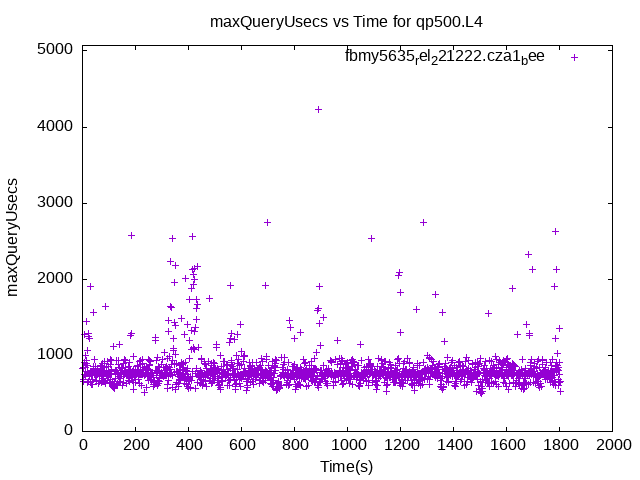 maxQueryUsecs vs Time for qp500.L4
fbmy5635rel221222.cza1bee
5000
4000
3000
2000
1000
0
maxQueryUsecs
0 200 400 600 800 1000 1200 1400 1600 1800 2000
Time(s)